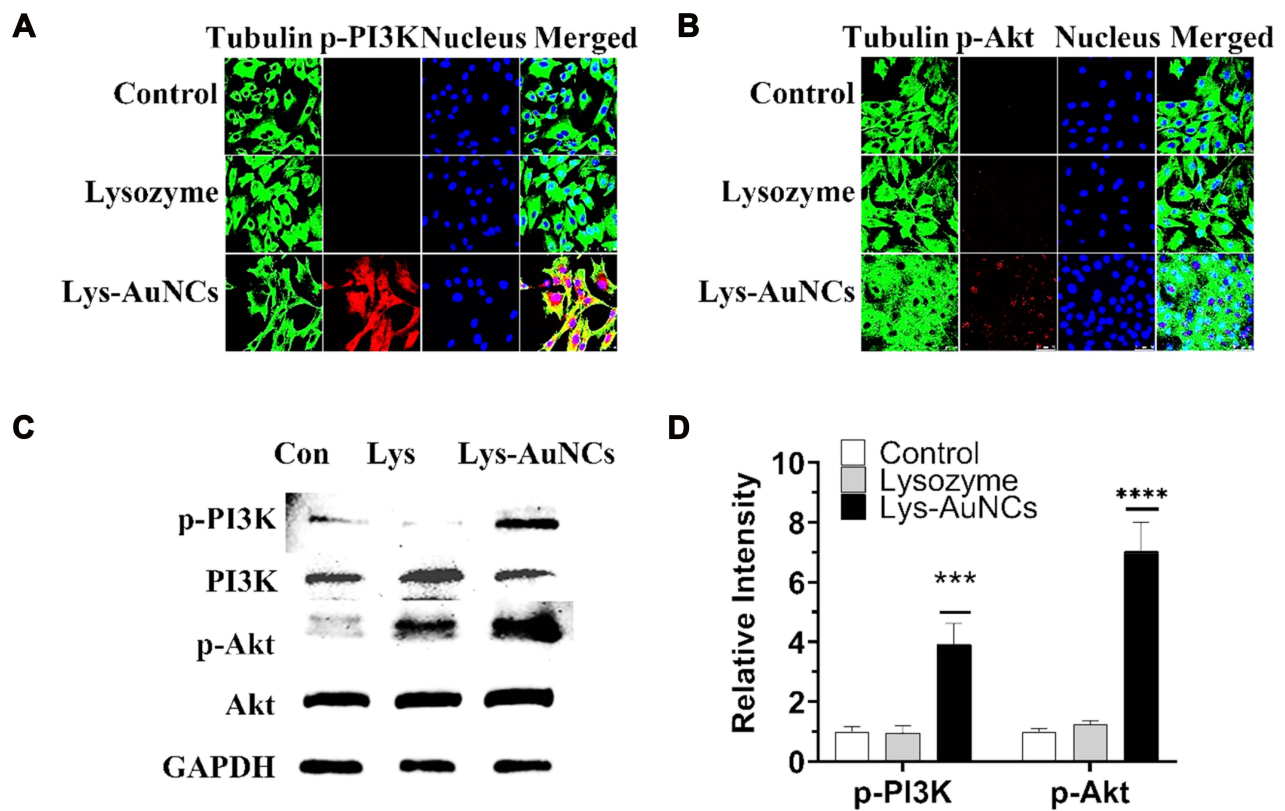 A
Tubulin p-PI3K Nucleus Merged
Control
Lysozyme
Lys-AuNCs
B
Tubulin p-Akt Nucleus Merged
Control
Lysozyme
Lys-AuNCs
C
Con Lys Lys-AuNCs
p-PI3K
PI3K
p-Akt
Akt
GAPDH
D
Control
Lysozyme
Lys-AuNCs
Relative Intensity
10
8
6
4
2
0
***
****
p-PI3K p-Akt